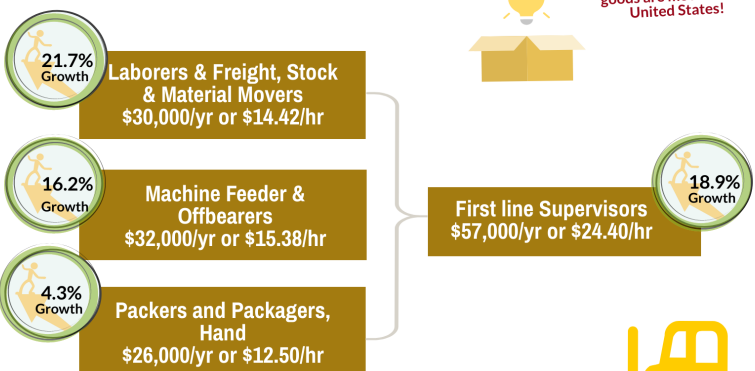 goods are
United States!
21.7%
Growth
Laborers & Freight, Stock
& Material Movers
$30,000/yr or $14.42/hr
16.2%
Growth
Machine Feeder &
Offbearers
$32,000/yr or $15.38/hr
4.3%
Growth
Packers and Packagers,
Hand
$26,000/yr or $12.50/hr
First line Supervisors
$57,000/yr or $24.40/hr
18.9%
Growth